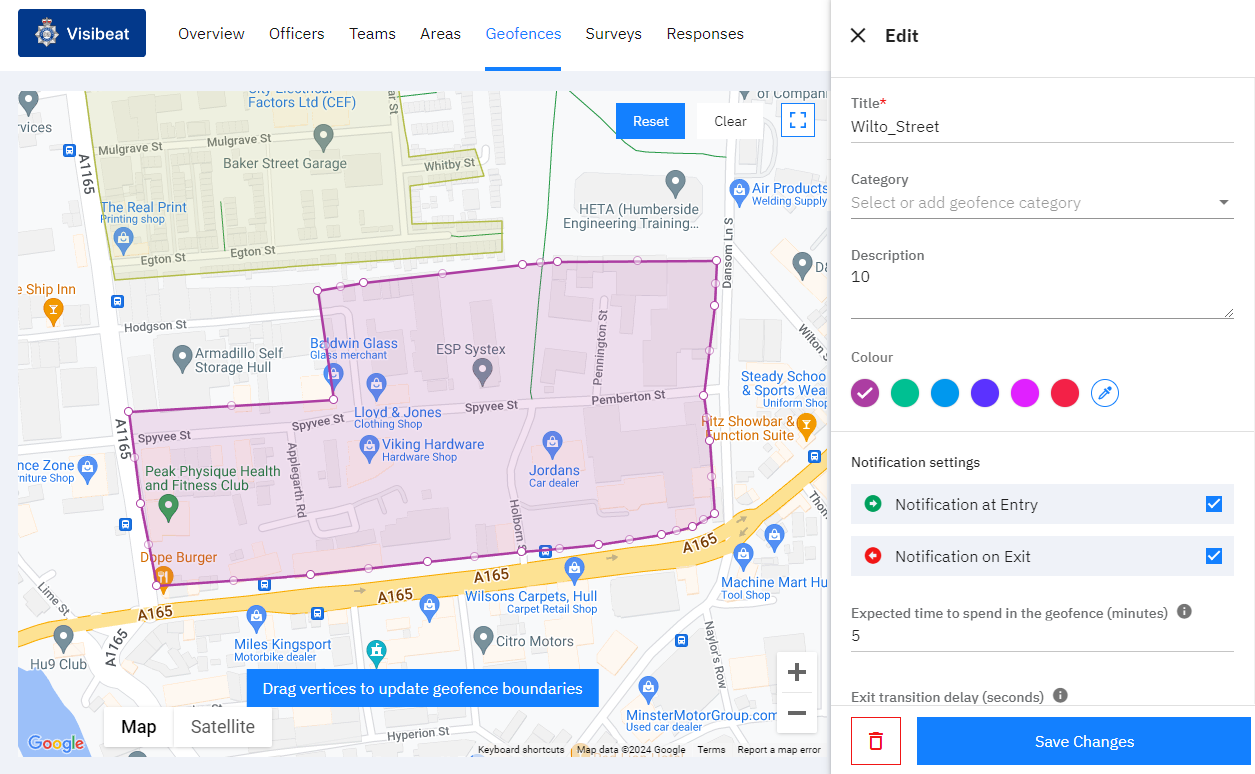 Visibeat
Overview
Officers
Teams
Areas
Geofences
Surveys
Responses
Factors Ltd (CEF)
Mulgrave St
Mulgrave St
Baker Street Garage
Whitby St
A1165
The Real Print
Printing shop
Egton St
Egton St
HETA (Humberside
Engineering Training...
Air Products
Welding Supply
Dansom Ln S
Reset
Clear
of Compan
e Ship Inn
Hodgson St
Armadillo Self
Storage Hull
Baldwin Glass
Glass merchant
ESP Systex
Pennington St
Wilton S
Steady Schoo
& Sports Wea
Uniform Shop
Lloyd & Jones
Clothing Shop
Spyvee St
Spyvee St
Spyvee St
Pemberton St
Fitz Showbar &
Function Suite
A1165
Viking Hardware
Hardware Shop
Applegarth Rd
Jordans
Car dealer
Peak Physique Health
and Fitness Club
nce Zone
rniture Shop
Holborn S
Dope Burger
A165
A165
A165
A165
Lime St
A1165
Wilsons Carpets, Hull
Carpet Retail Shop
Machine Mart Hu
Tool Shop
Miles Kingsport
Motorbike dealer
Citro Motors
Naylor's Row
Hu9 Club
Drag vertices to update geofence boundaries
MinsterMotorGroup.com
Used car dealer
Hyperion St
Map
Satellite
Google
Keyboard shortcuts
Map data ©2024 Google
Terms
Report a map error
Edit
Title*
Wilto_Street
Category
Select or add geofence category
Description
10
Colour
Notification settings
Notification at Entry
Notification on Exit
Expected time to spend in the geofence (minutes)
5
Exit transition delay (seconds)
Save Changes